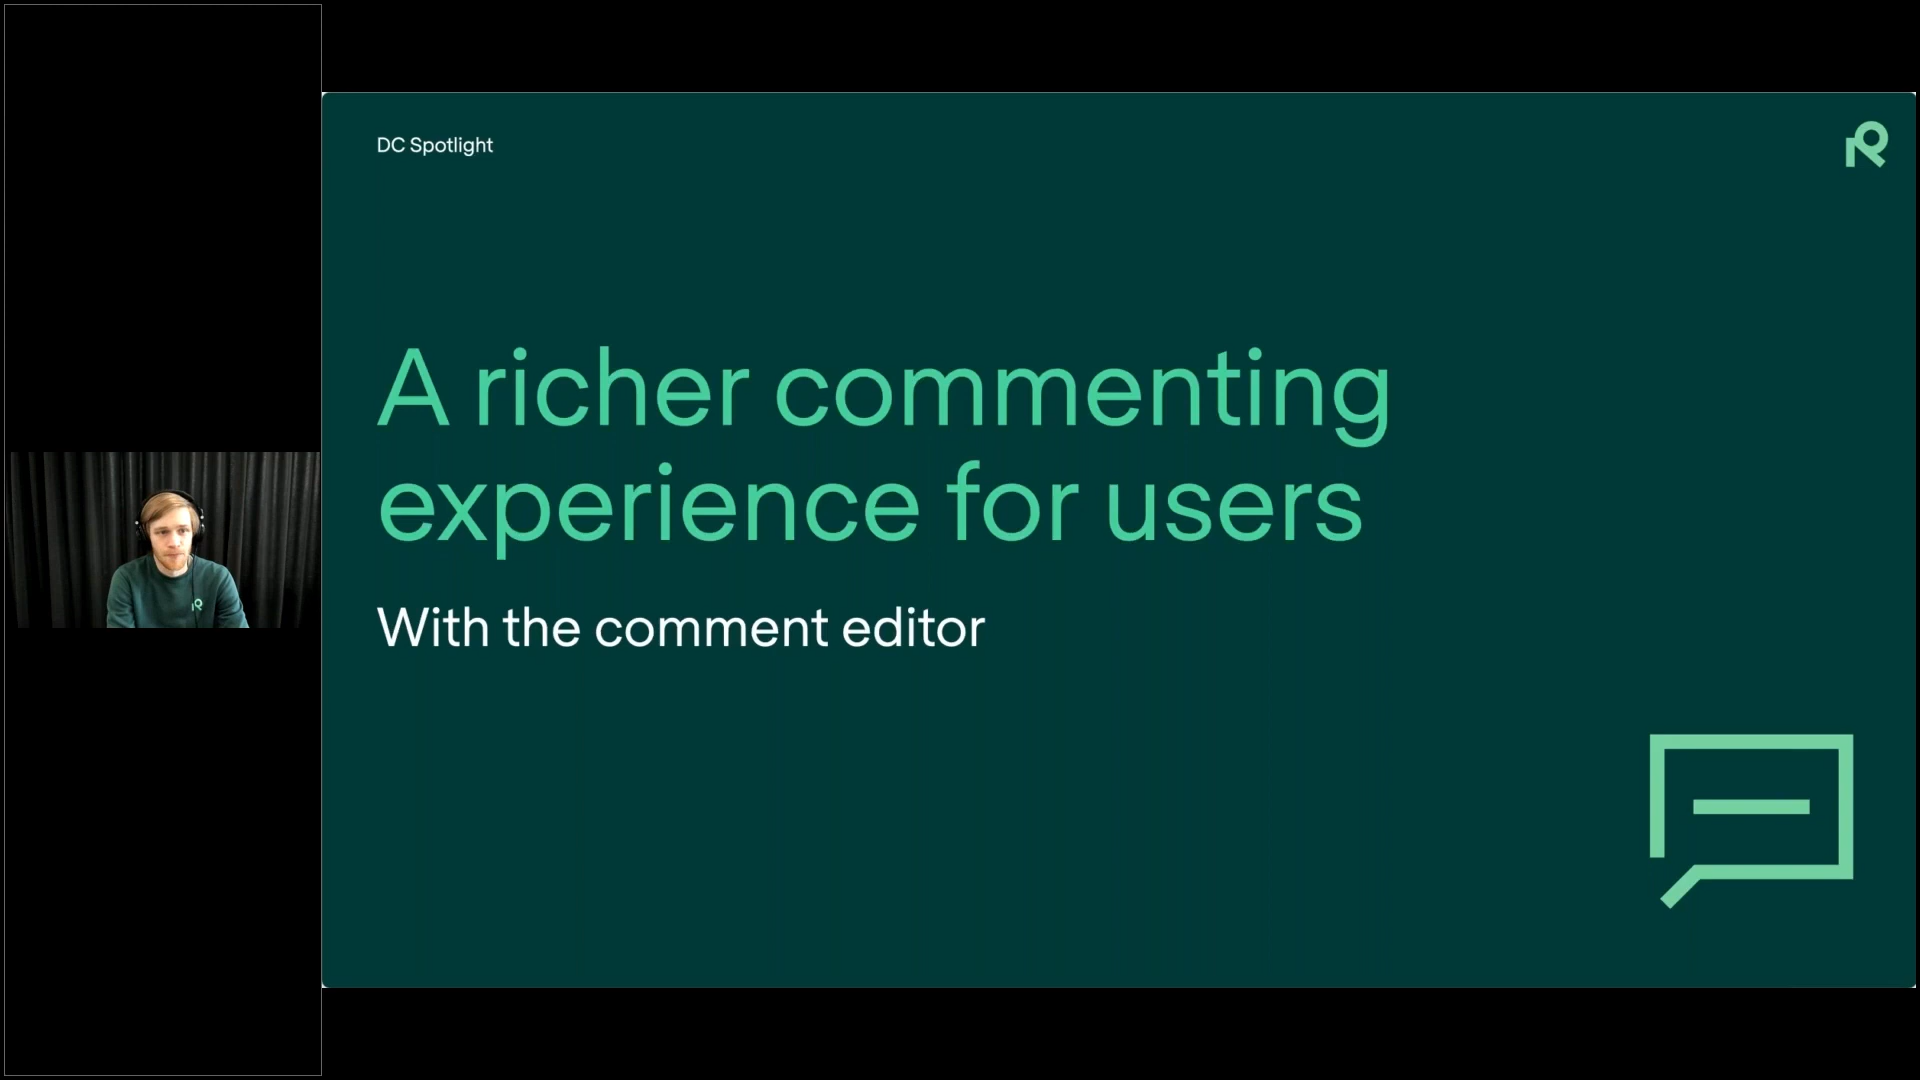 DC Spotlight
A richer commenting
experience for users
With the comment editor